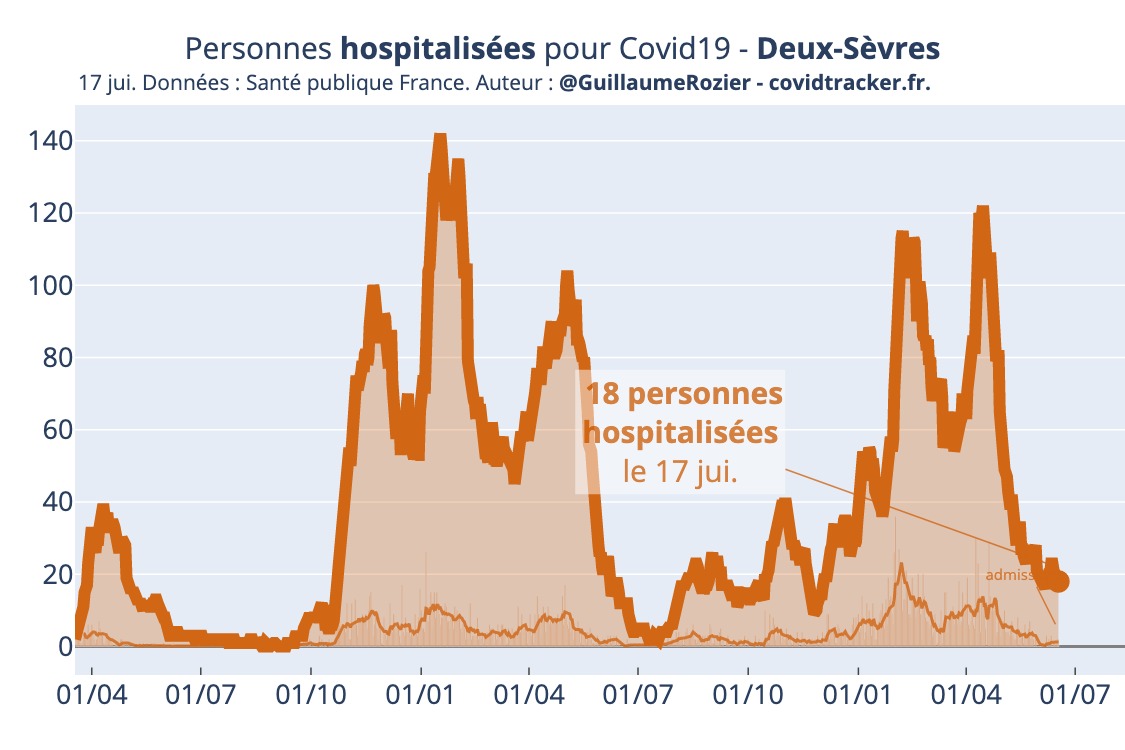 Personnes hospitalisées pour Covid19 - Deux-Sèvres
17 jui. Données : Santé publique France. Auteur : @GuillaumeRozier - covidtracker.fr.
140
120
100
80
60
40
20
0
18 personnes
hospitalisées
le 17 jui.
admiss
01/04 01/07 01/10 01/01 01/04 01/07 01/10 01/01 01/04 01/07